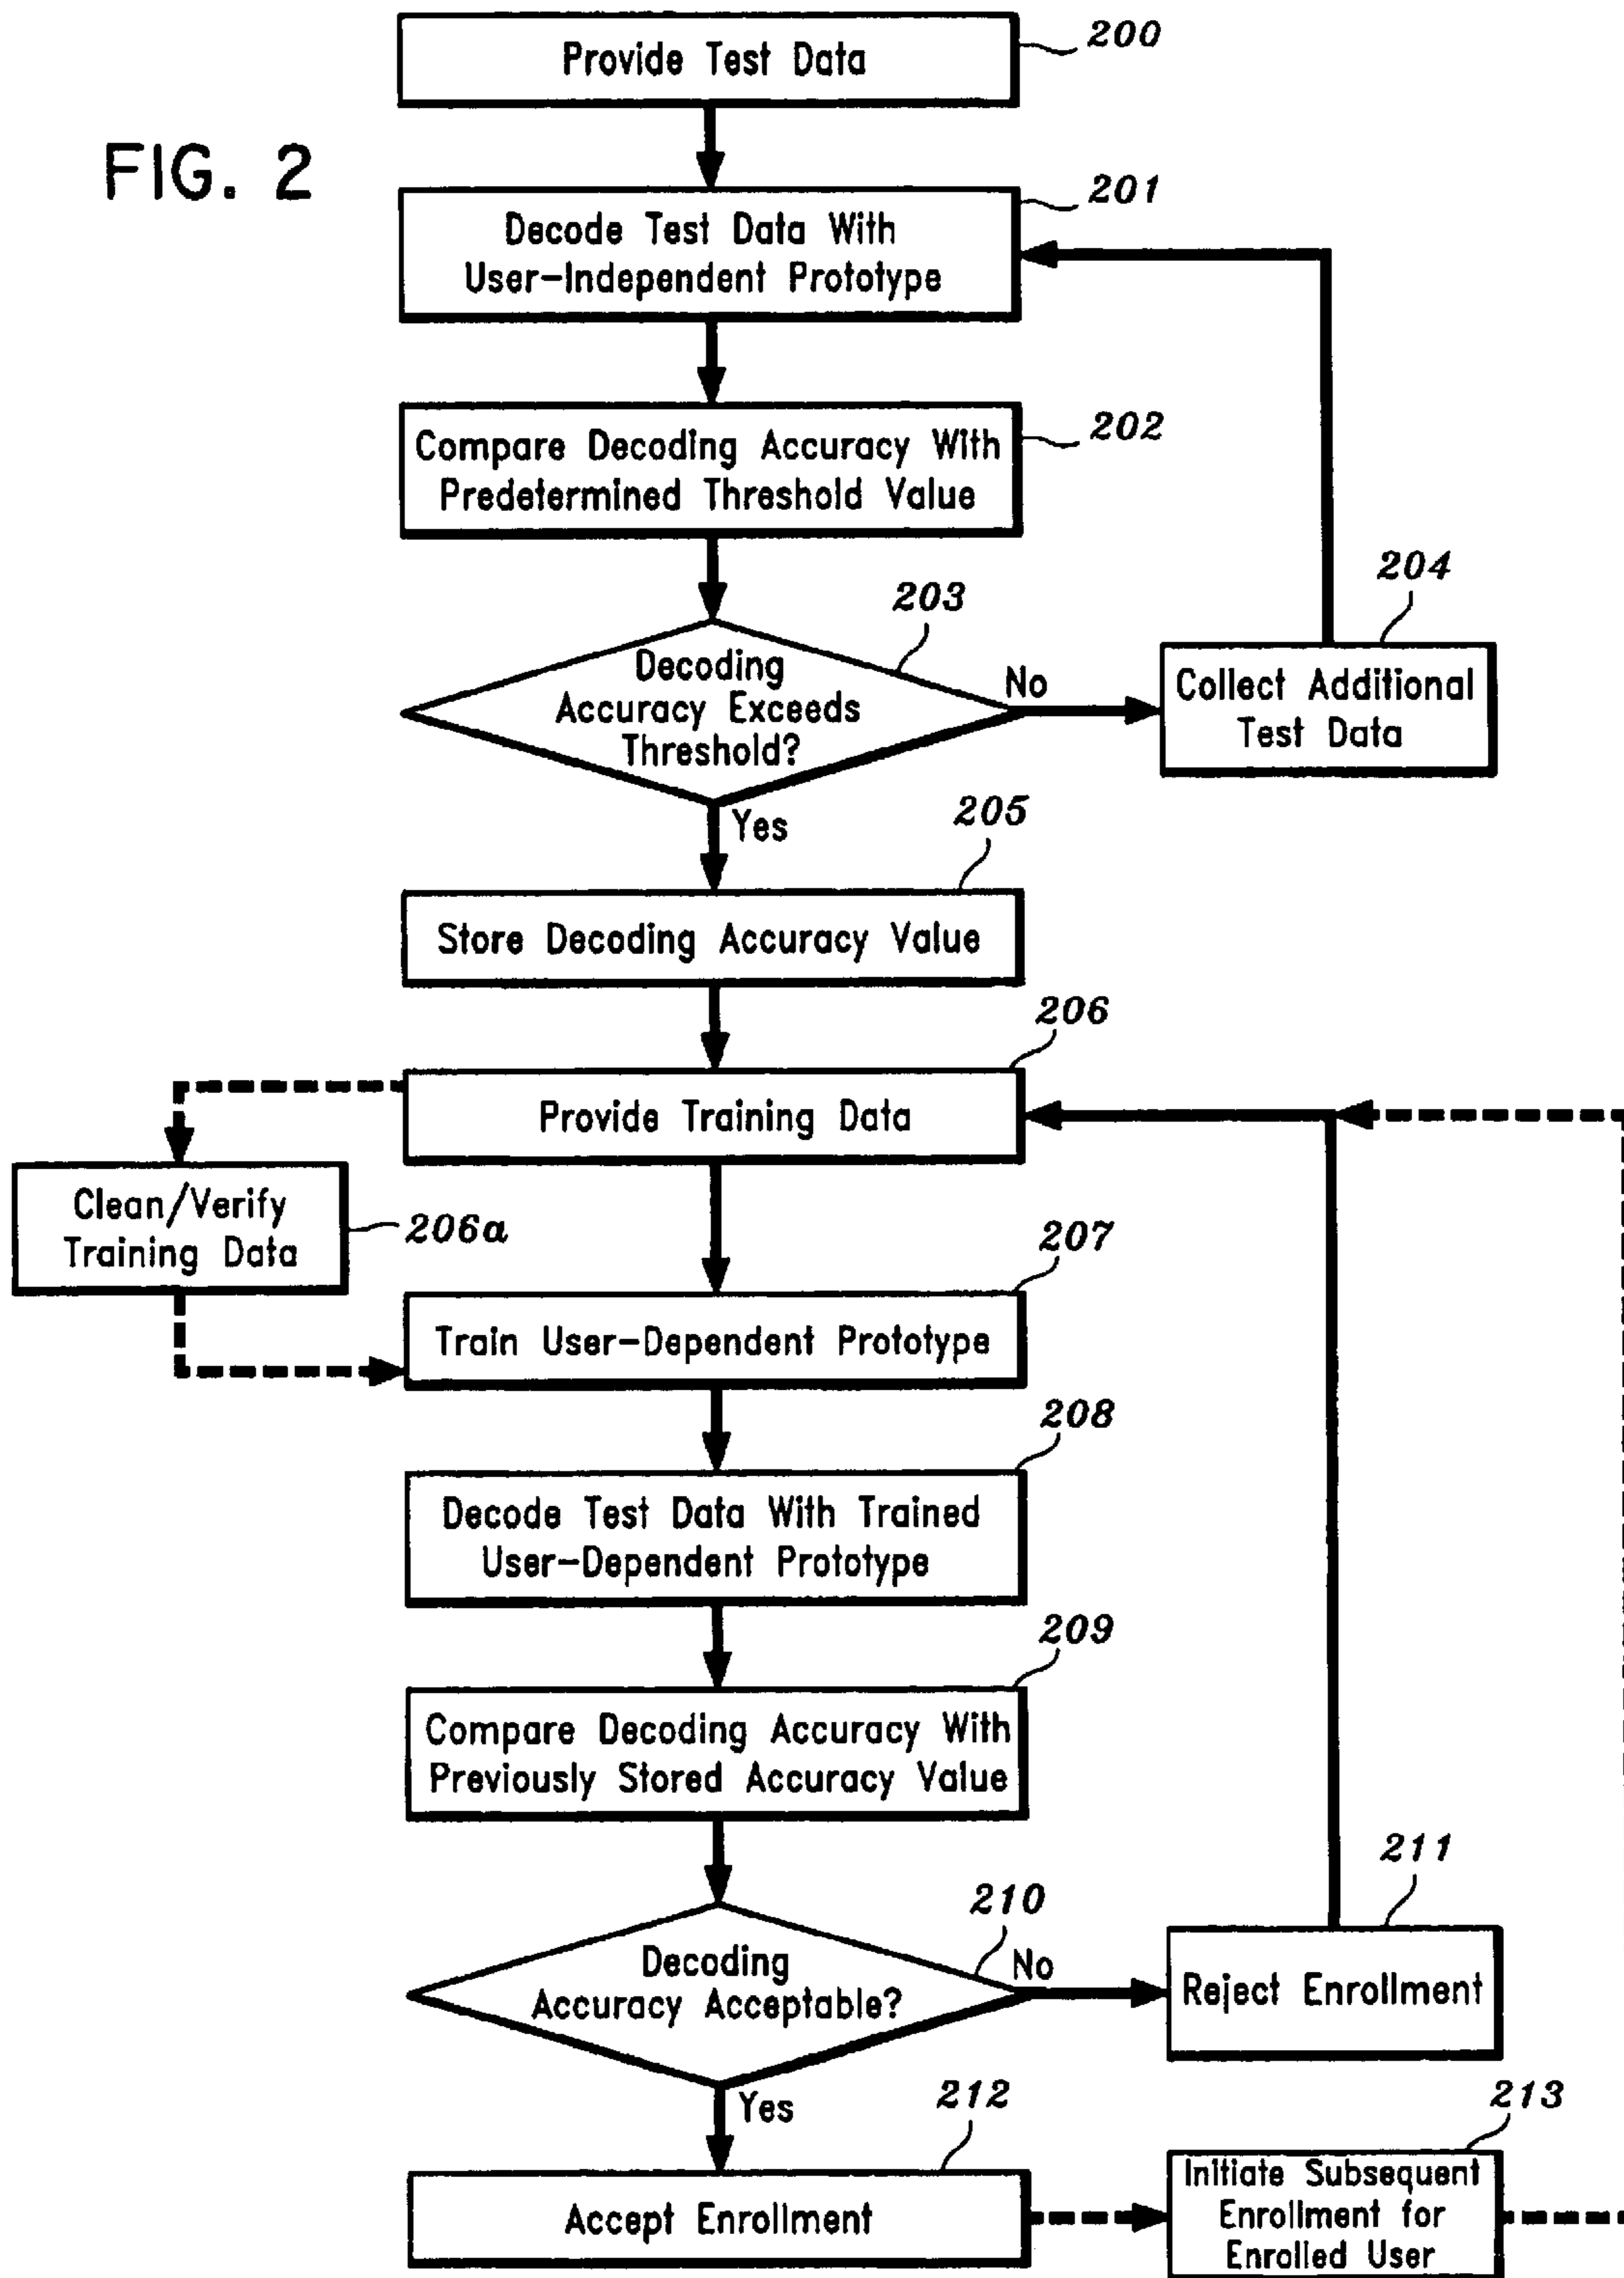 200
Provide Test Data
FIG. 2
201
Decode Test Data With
User-Independent Prototype
202
Compare Decoding Accuracy With
Predetermined Threshold Value
203
204
Decoding
Accuracy Exceeds
Threshold?
No
Collect Additional
Test Data
Yes
205
Store Decoding Accuracy Value
206
Provide Training Data
Clean/Verify
Training Data
206a
207
Train User-Dependent Prototype
208
Decode Test Data With Trained
User-Dependent Prototype
209
Compare Decoding Accuracy With
Previously Stored Accuracy Value
210
211
Decoding
Accuracy Acceptable?
No
Reject Enrollment
Yes
212
213
Accept Enrollment
Initiate Subsequent
Enrollment for
Enrolled User